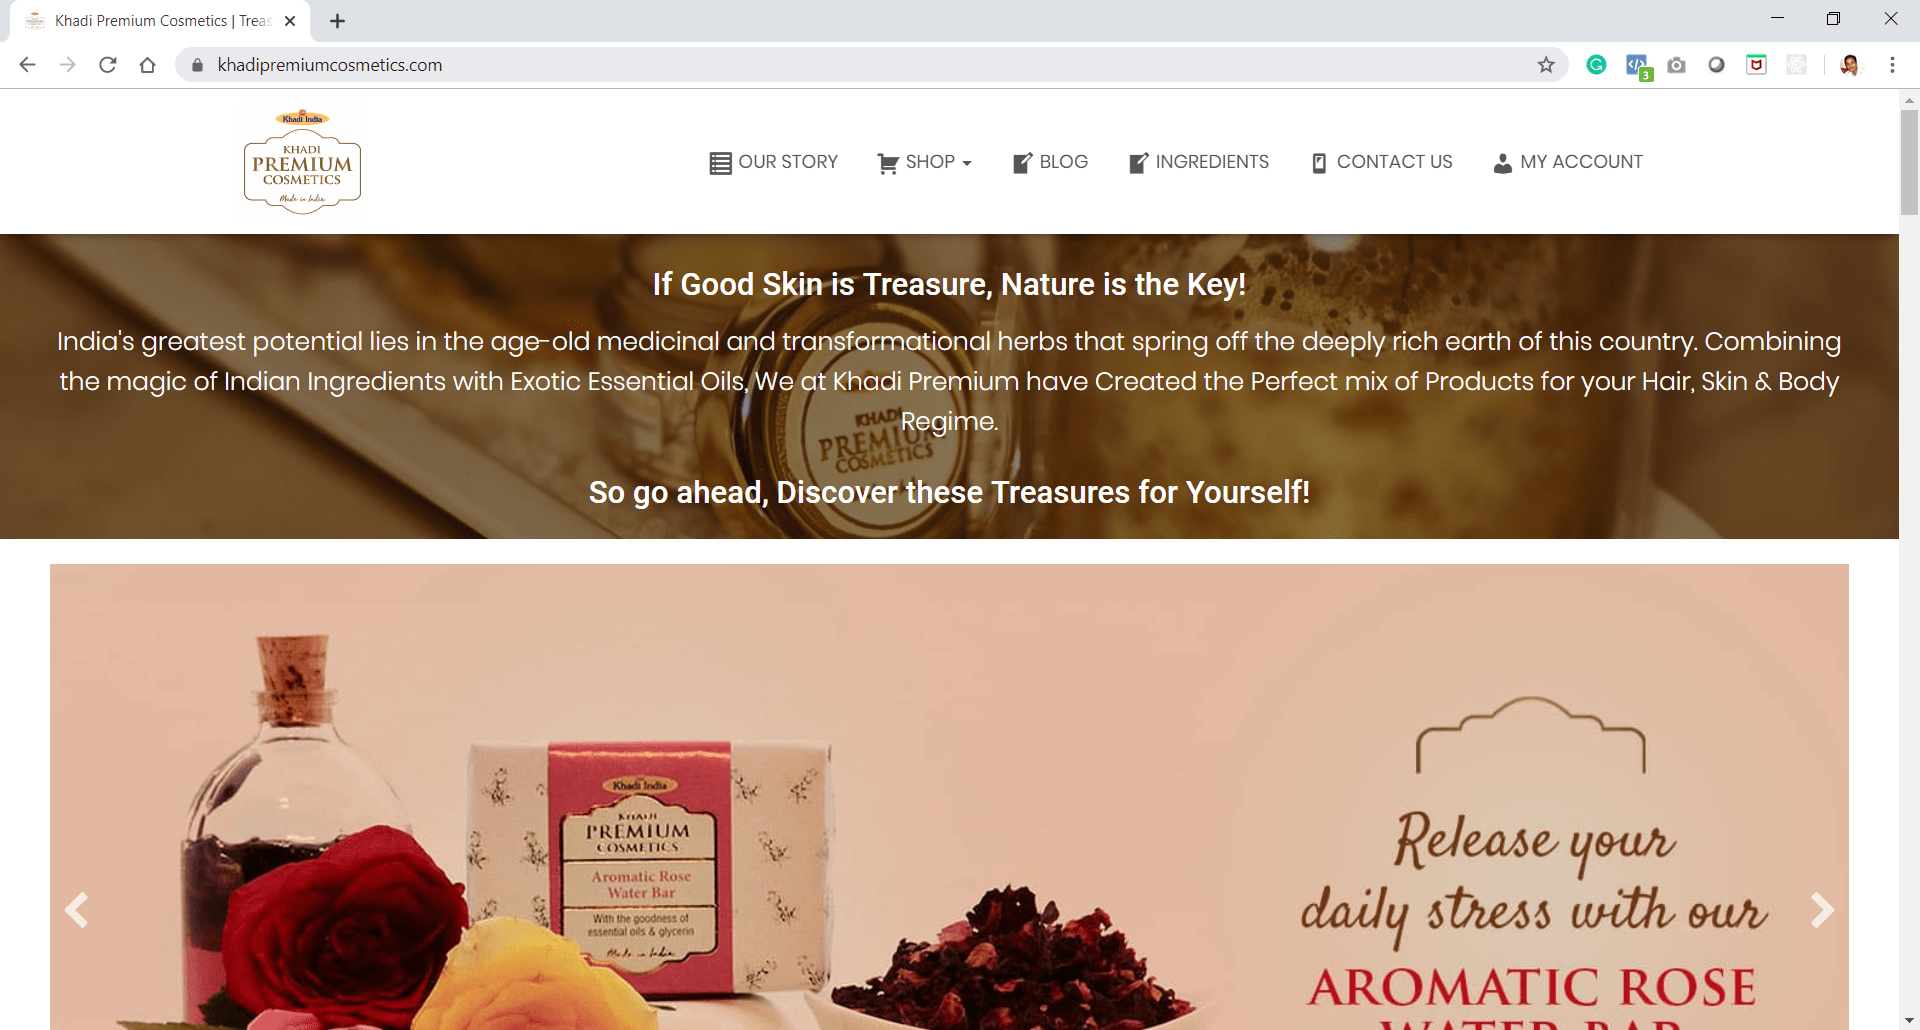 Khadi Premium Cosmetics | Treas
khadipremiumcosmetics.com
3
Khadi India
KHADI
PREMIUM
COSMETICS
Made in India
OUR STORY
SHOP
BLOG
INGREDIENTS
CONTACT US
MY ACCOUNT
If Good Skin is Treasure, Nature is the Key!
India's greatest potential lies in the age-old medicinal and transformational herbs that spring off the deeply rich earth of this country. Combining
the magic of Indian Ingredients with Exotic Essential Oils, We at Khadi Premium have Created the Perfect mix of Products for your Hair, Skin & Body
Regime.
So go ahead, Discover these Treasures for Yourself!
KHADI
PREMIUM
COSMETICS
Khadi India
KHADI
PREMIUM
COSMETICS
Aromatic Rose
Water Bar
With the goodness of
essential oils & glycerin
Made in India
Release your
daily stress with our
AROMATIC ROSE
WATER BAR